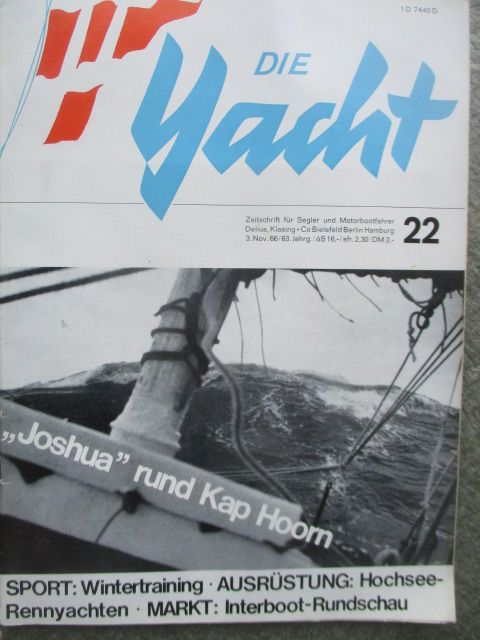 1 D 7440 D
DIE
Yacht
Zeitschrift für Segler und Motorbootfahrer
Delius, Klasing + Co Bielefeld Berlin Hamburg
3. Nov. 66 / 63. Jahrg. / öS 16,- / sfr. 2,30 / DM 2,-
22
„Joshua” rund Kap Hoorn
SPORT: Wintertraining · AUSRÜSTUNG: Hochsee-
Rennyachten · MARKT: Interboot-Rundschau